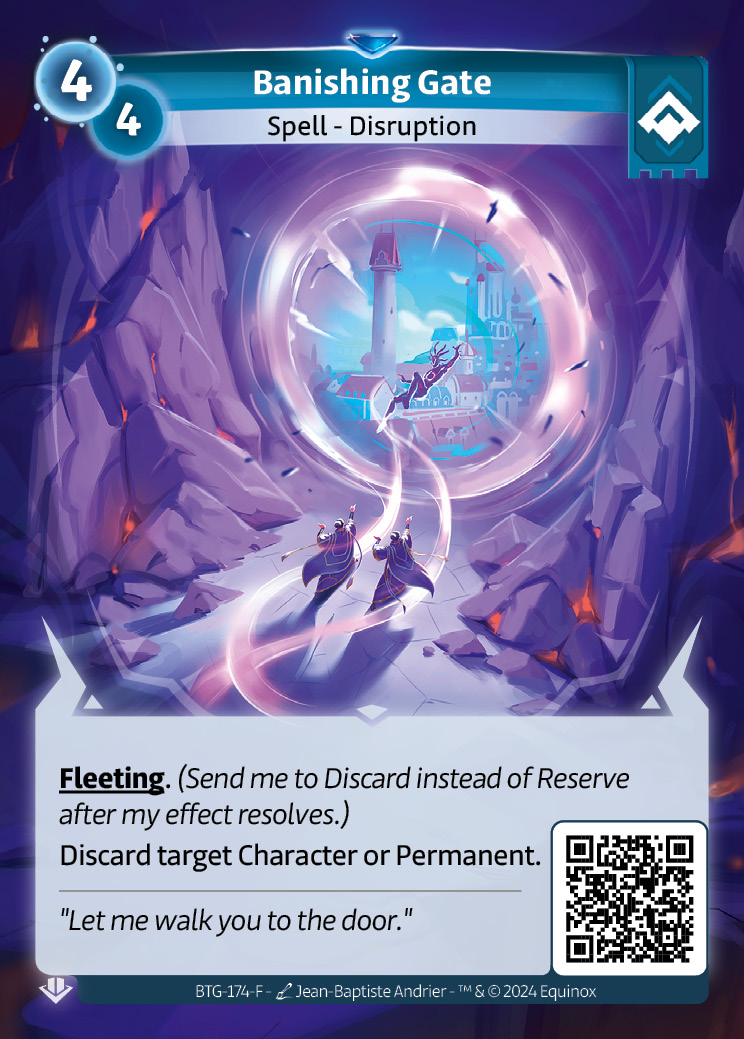 4
4
Banishing Gate
Spell - Disruption
Fleeting. (Send me to Discard instead of Reserve
after my effect resolves.)
Discard target Character or Permanent.
"Let me walk you to the door."
BTG-174-F - Jean-Baptiste Andrier - ™ & © 2024 Equinox